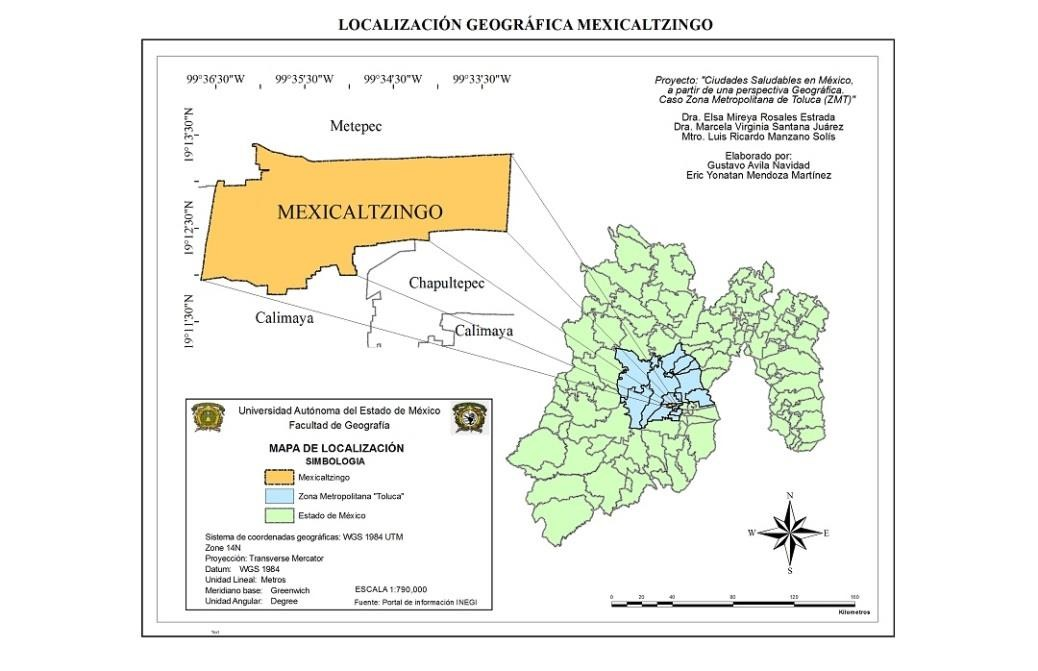 LOCALIZACIÓN GEOGRÁFICA MEXICALTZINGO
99°36'30"W 99°35'30"W 99°34'30"W 99°33'30"W
Proyecto: "Ciudades Saludables en México,
a partir de una perspectiva Geográfica.
Caso Zona Metropolitana de Toluca (ZMT)"
Dra. Elsa Mireya Rosales Estrada
Dra. Marcela Virginia Santana Juárez
Mtro. Luis Ricardo Manzano Solís
Elaborado por:
Gustavo Avila Navidad
Eric Yonatan Mendoza Martínez
19°13'30"N
19°12'30"N
19°11'30"N
Metepec
MEXICALTZINGO
Chapultepec
Calimaya
Calimaya
Universidad Autónoma del Estado de México
Facultad de Geografía
MAPA DE LOCALIZACIÓN
SIMBOLOGIA
Mexicaltzingo
Zona Metropolitana "Toluca"
Estado de México
Sistema de coordenadas geográficas: WGS 1984 UTM
Zone 14N
Proyección: Transverse Mercator
Datum: WGS 1984
Unidad Lineal: Metros
Meridiano base: Greenwich
Unidad Angular: Degree
ESCALA 1:790,000
Fuente: Portal de información INEGI
N
W E
S
0 20 40 80 120 160
Kilometros
Text